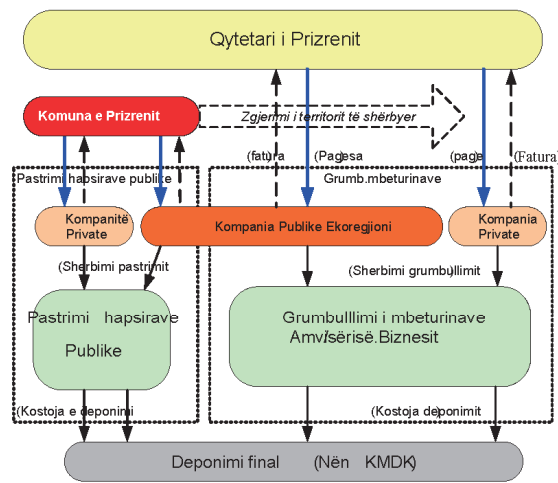 Qytetari i Prizrenit
Komuna e Prizrenit
Zgjerimi i territorit të shërbyer
(fatura
(Pagesa
(page
(Fatura)
Pastrimi hapsirave publike
Grumb.mbeturinave
Kompanitë
Private
Kompania Publike Ekoregjioni
Kompania
Private
(Sherbimi pastrimit
(Sherbimi grumbullimit
Pastrimi hapsirave
Publike
Grumbulllimi i mbeturinave
Amvisërisë.Biznesit
(Kostoja e deponimi
(Kostoja deponimit
Deponimi final (Nën KMDK)